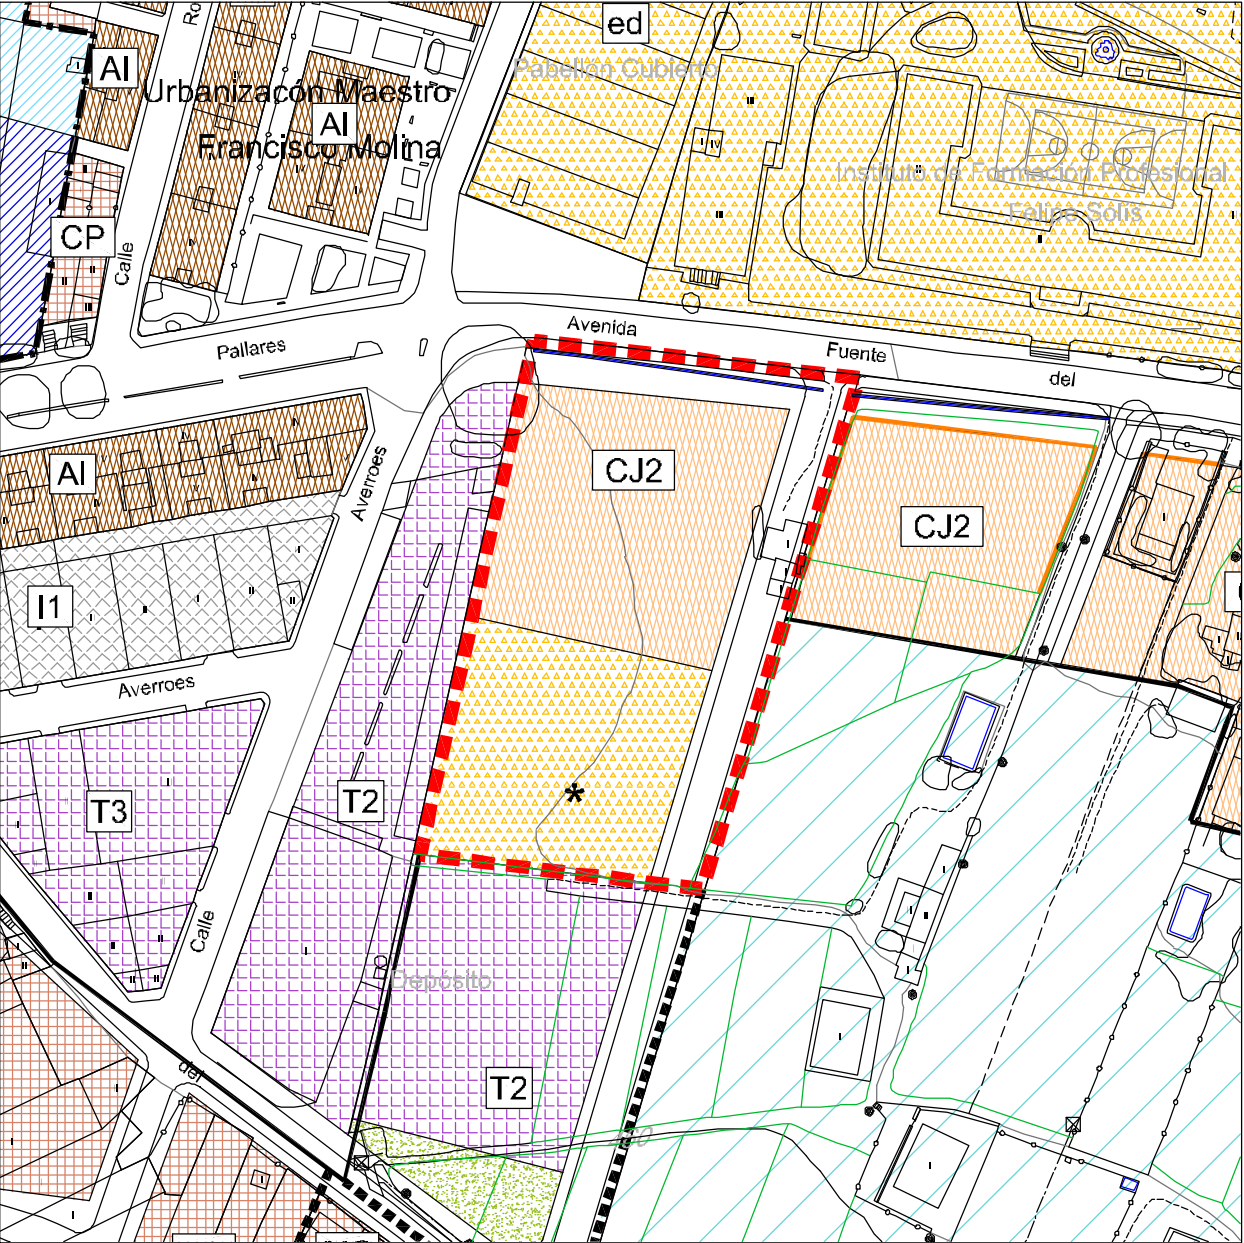 ed
Pabellón Cubierto
AI
Urbanizacón Maestro
AI
Francisco Molina
Instituto de Formación Profesional
Felipe Solis
CP
Calle
Avenida
Pallares
Fuente
del
AI
Averroes
CJ2
CJ2
I1
Averroes
T3
T2
*
Calle
Depósito
del
T2